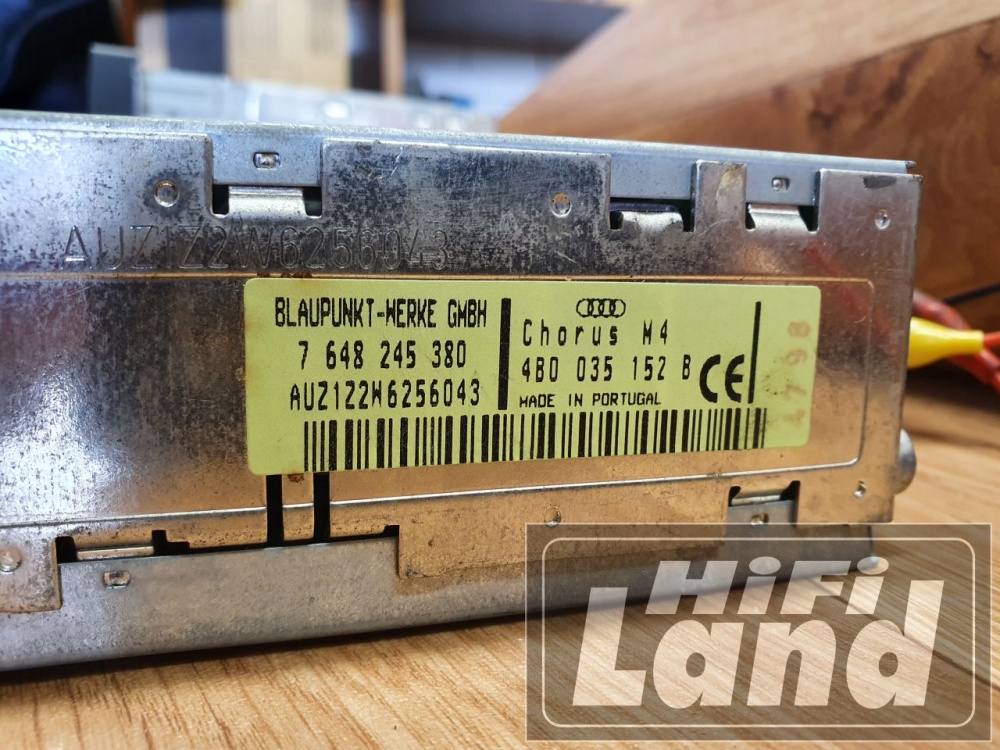 AUZ1Z2W6256043
BLAUPUNKT-WERKE GMBH
7 648 245 380
AUZ1Z2W6256043
Chorus M4
4B0 035 152 B
CE
MADE IN PORTUGAL
HiFi
Land